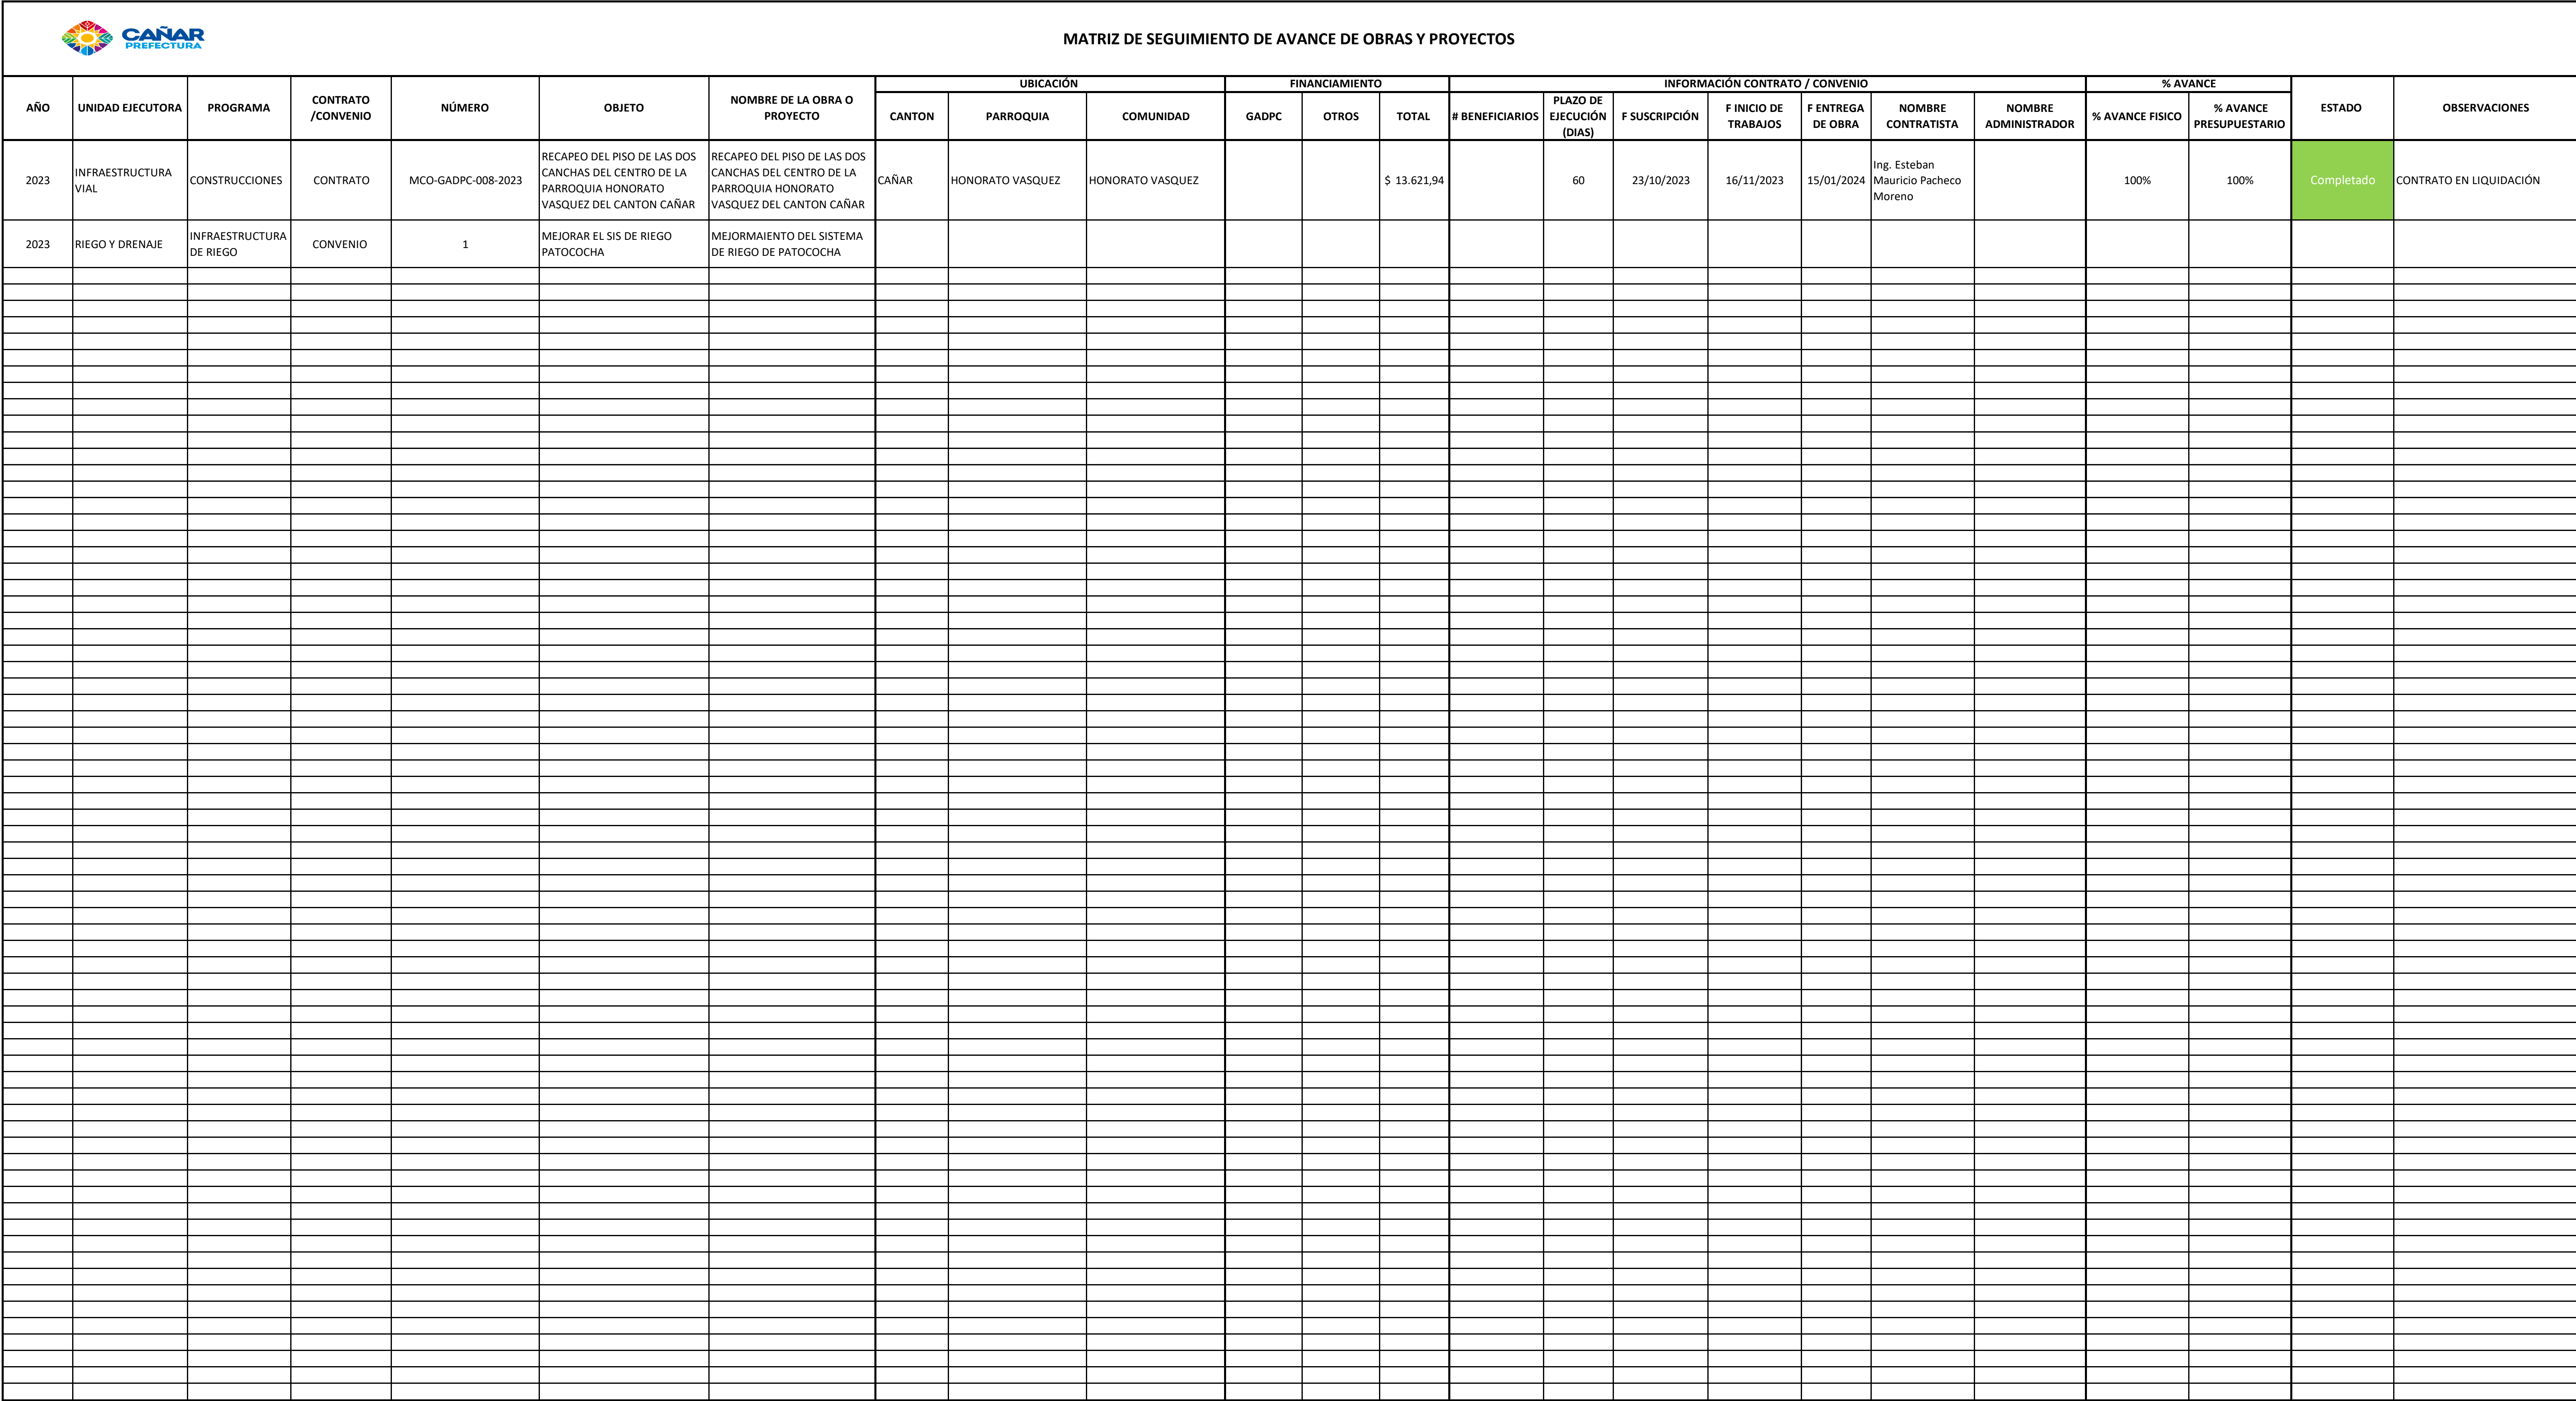 CAÑAR
PREFECTURA
MATRIZ DE SEGUIMIENTO DE AVANCE DE OBRAS Y PROYECTOS
AÑO
UNIDAD EJECUTORA
PROGRAMA
CONTRATO
/CONVENIO
NÚMERO
OBJETO
NOMBRE DE LA OBRA O
PROYECTO
UBICACIÓN
CANTON
PARROQUIA
COMUNIDAD
FINANCIAMIENTO
GADPC
OTROS
TOTAL
INFORMACIÓN CONTRATO / CONVENIO
# BENEFICIARIOS
PLAZO DE
EJECUCIÓN
(DIAS)
F SUSCRIPCIÓN
F INICIO DE
TRABAJOS
F ENTREGA
DE OBRA
NOMBRE
CONTRATISTA
NOMBRE
ADMINISTRADOR
% AVANCE
% AVANCE FISICO
% AVANCE
PRESUPUESTARIO
ESTADO
OBSERVACIONES
2023
INFRAESTRUCTURA
VIAL
CONSTRUCCIONES
CONTRATO
MCO-GADPC-008-2023
RECAPEO DEL PISO DE LAS DOS
CANCHAS DEL CENTRO DE LA
PARROQUIA HONORATO
VASQUEZ DEL CANTON CAÑAR
RECAPEO DEL PISO DE LAS DOS
CANCHAS DEL CENTRO DE LA
PARROQUIA HONORATO
VASQUEZ DEL CANTON CAÑAR
CAÑAR
HONORATO VASQUEZ
HONORATO VASQUEZ
$ 13.621,94
60
23/10/2023
16/11/2023
15/01/2024
Ing. Esteban
Mauricio Pacheco
Moreno
100%
100%
Completado
CONTRATO EN LIQUIDACIÓN
2023
RIEGO Y DRENAJE
INFRAESTRUCTURA
DE RIEGO
CONVENIO
1
MEJORAR EL SIS DE RIEGO
PATOCOCHA
MEJORMAIENTO DEL SISTEMA
DE RIEGO DE PATOCOCHA